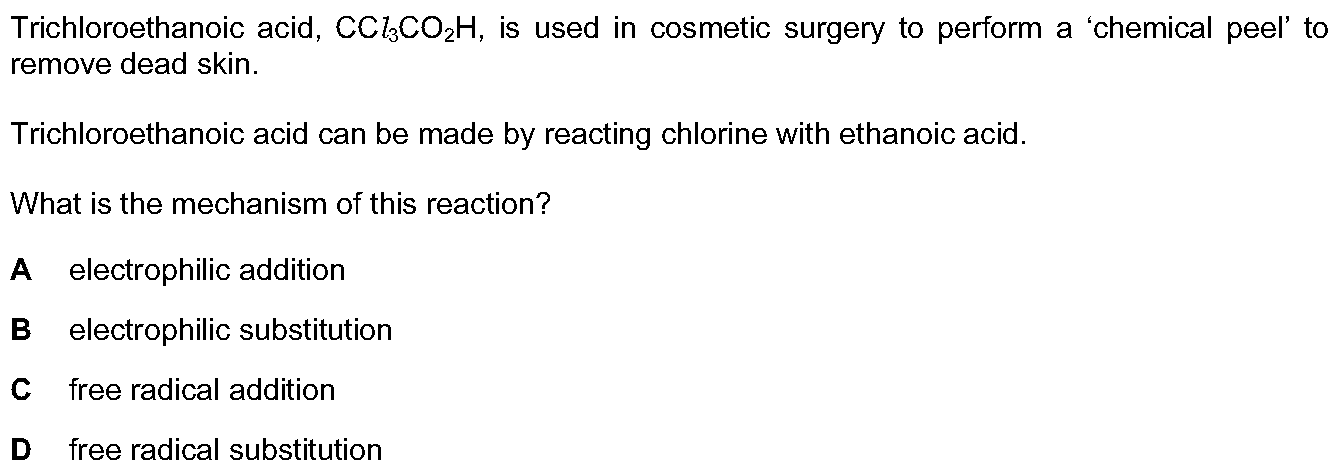 Trichloroethanoic acid, CCl₃CO₂H, is used in cosmetic surgery to perform a ‘chemical peel’ to
remove dead skin.
Trichloroethanoic acid can be made by reacting chlorine with ethanoic acid.
What is the mechanism of this reaction?
A electrophilic addition
B electrophilic substitution
C free radical addition
D free radical substitution